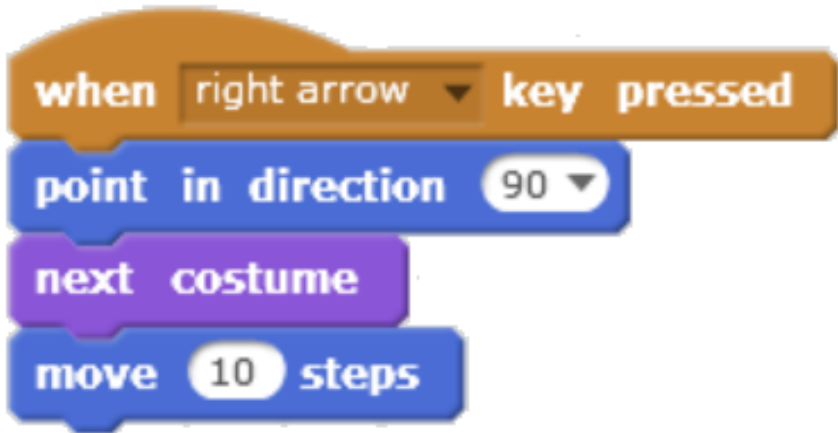 when right arrow key pressed
point in direction 90
next costume
move 10 steps